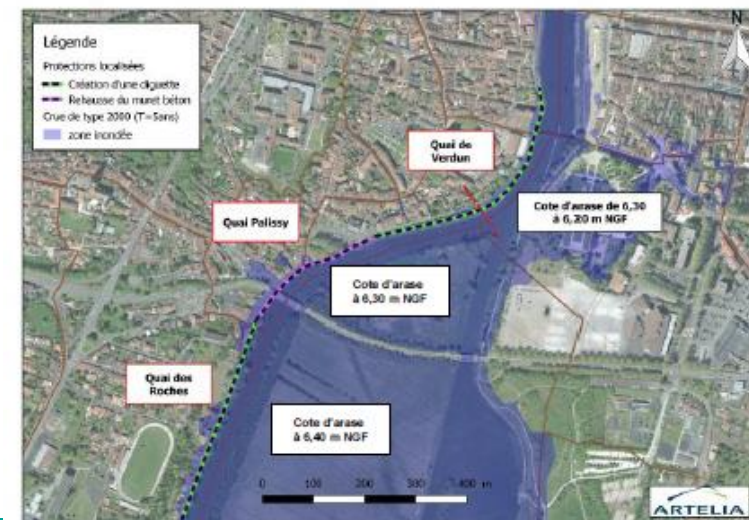 N
Légende
Protections localisées
Création d'une diguette
Rehausse du muret béton
Crue de type 2000 (T=5ans)
zone inondée
Quai de
Verdun
Quai Palissy
Cote d'arase de 6,30
à 6,20 m NGF
Cote d'arase
à 6,30 m NGF
Quai des
Roches
Cote d'arase
à 6,40 m NGF
0 100 200 300 400 m
ARTELIA